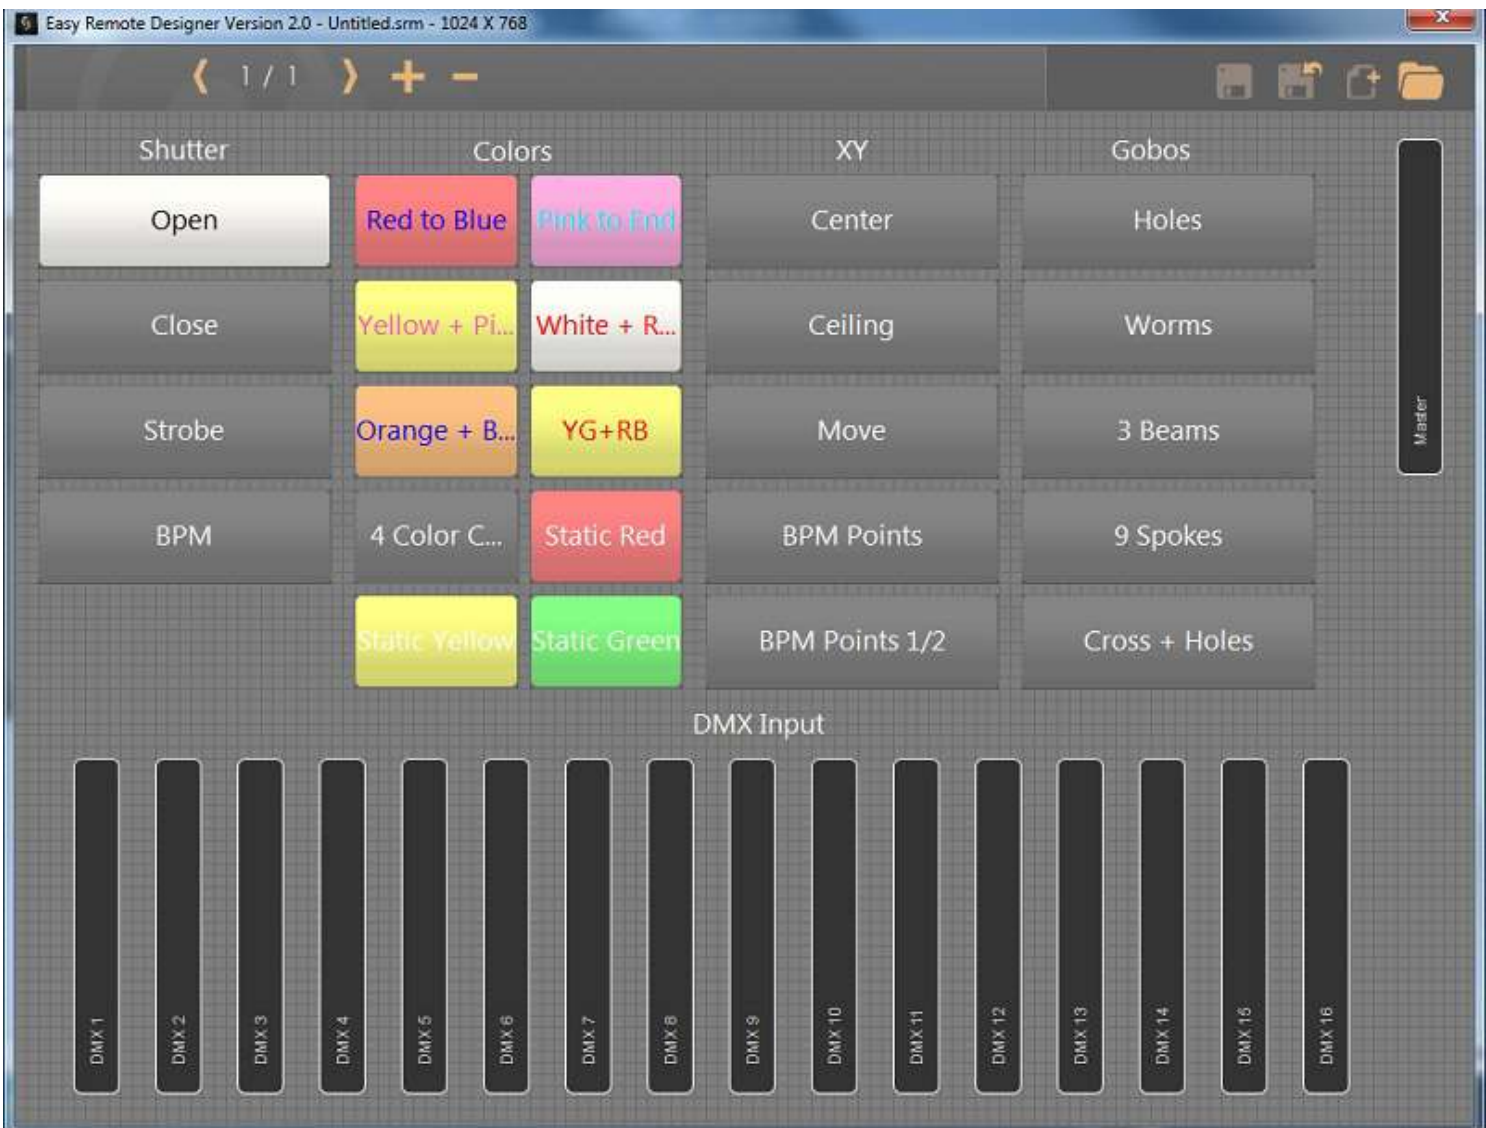 Easy Remote Designer Version 2.0 - Untitled.srm - 1024 X 768
1 / 1
Shutter Colors XY Gobos
Open Red to Blue Pink to End Center Holes
Close Yellow + Pi... White + R... Ceiling Worms
Strobe Orange + B... YG+RB Move 3 Beams
Master
BPM 4 Color C... Static Red BPM Points 9 Spokes
Static Yellow Static Green BPM Points 1/2 Cross + Holes
DMX Input
DMX 1 DMX 2 DMX 3 DMX 4 DMX 5 DMX 6 DMX 7 DMX 8 DMX 9 DMX 10 DMX 11 DMX 12 DMX 13 DMX 14 DMX 15 DMX 16